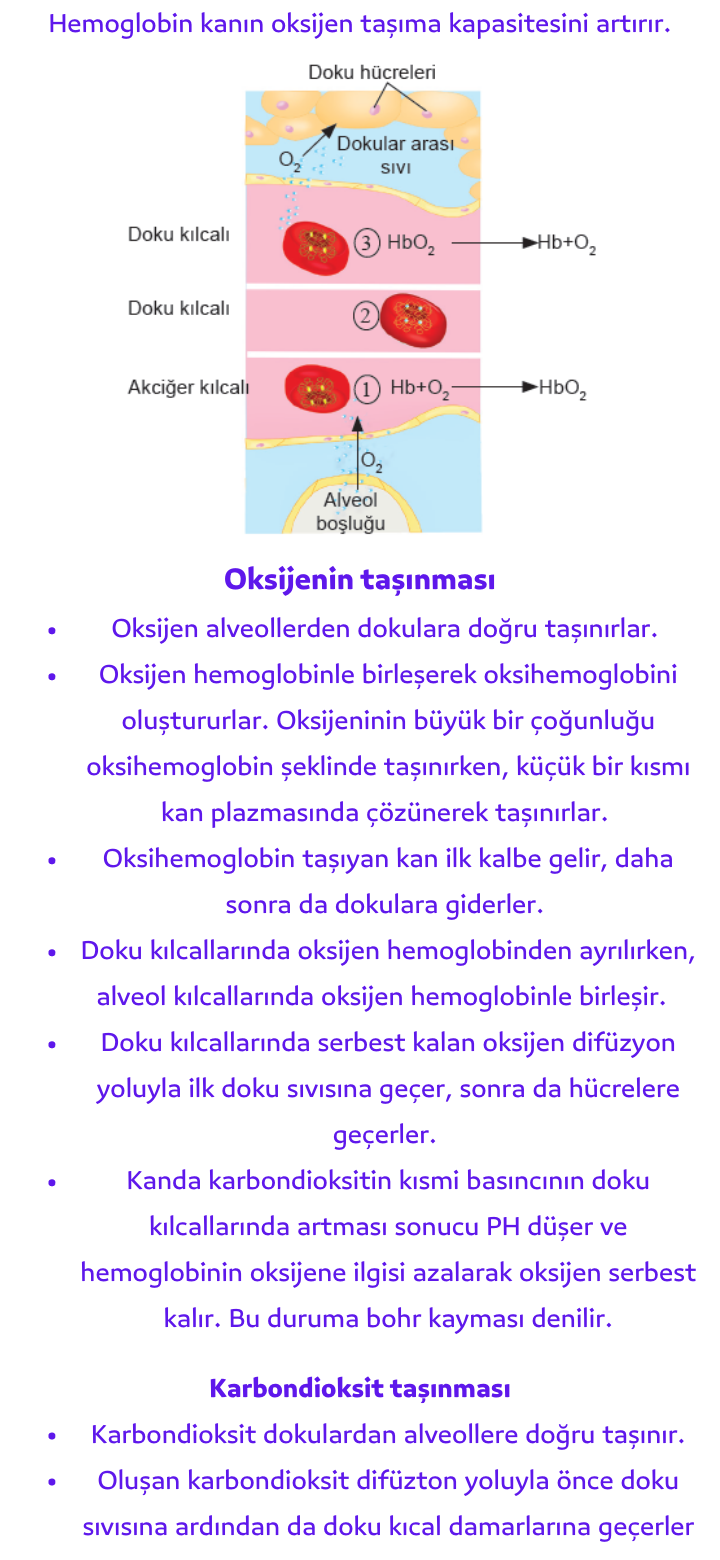 Hemoglobin kanın oksijen taşıma kapasitesini artırır.
Doku hücreleri
O₂
Dokular arası
sıvı
Doku kılcalı
③ HbO₂
Hb+O₂
Doku kılcalı
②
Akciğer kılcalı
① Hb+O₂
HbO₂
O₂
Alveol
boşluğu
Oksijenin taşınması
• Oksijen alveollerden dokulara doğru taşınırlar.
• Oksijen hemoglobinle birleşerek oksihemoglobini
oluştururlar. Oksijeninin büyük bir çoğunluğu
oksihemoglobin şeklinde taşınırken, küçük bir kısmı
kan plazmasında çözünerek taşınırlar.
• Oksihemoglobin taşıyan kan ilk kalbe gelir, daha
sonra da dokulara giderler.
• Doku kılcallarında oksijen hemoglobinden ayrılırken,
alveol kılcallarında oksijen hemoglobinle birleşir.
• Doku kılcallarında serbest kalan oksijen difüzyon
yoluyla ilk doku sıvısına geçer, sonra da hücrelere
geçerler.
• Kanda karbondioksitin kısmi basıncının doku
kılcallarında artması sonucu PH düşer ve
hemoglobinin oksijene ilgisi azalarak oksijen serbest
kalır. Bu duruma bohr kayması denilir.
Karbondioksit taşınması
• Karbondioksit dokulardan alveollere doğru taşınır.
• Oluşan karbondioksit difüzton yoluyla önce doku
sıvısına ardından da doku kıcal damarlarına geçerler